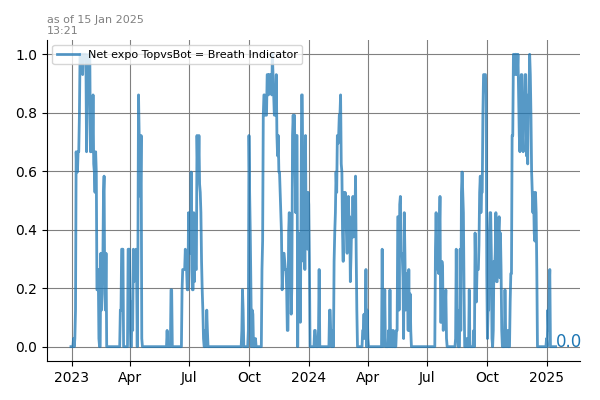 as of 15 Jan 2025
13:21
Net expo TopvsBot = Breath Indicator
1.0
0.8
0.6
0.4
0.2
0.0
0.0
2023 Apr Jul Oct 2024 Apr Jul Oct 2025